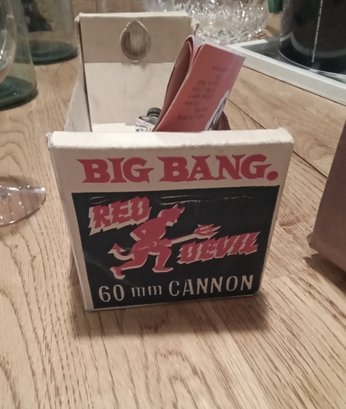 BIG BANG.
RED
DEVIL
60 mm CANNON